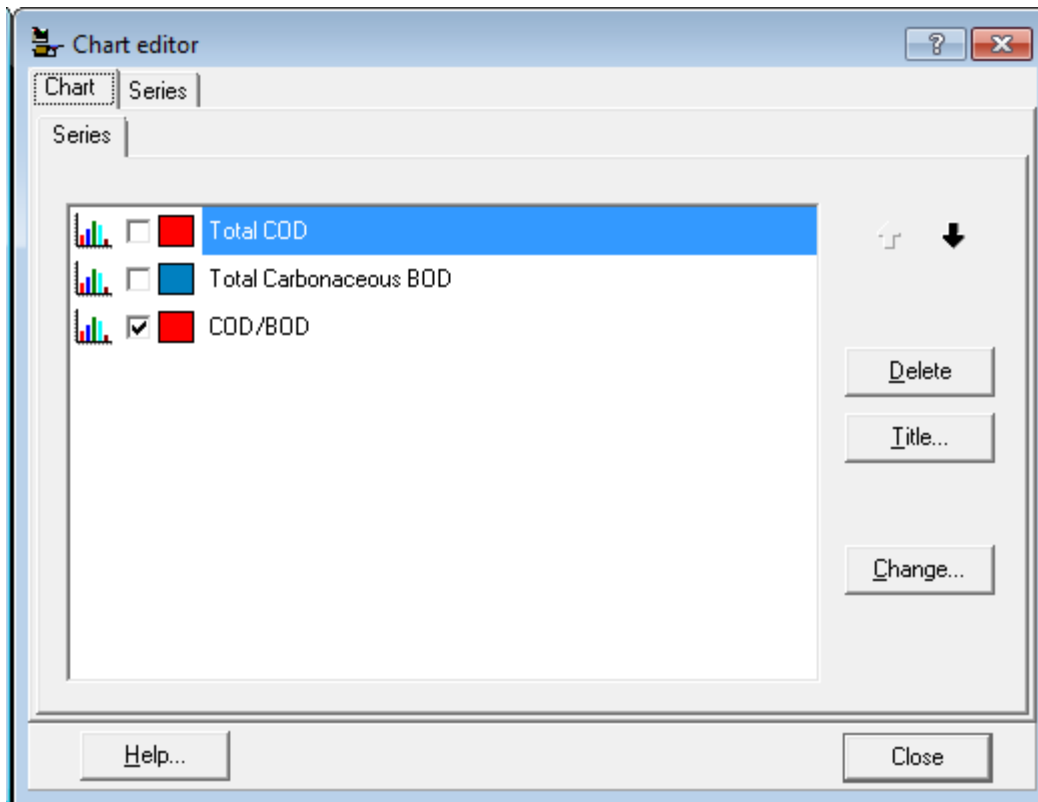 Chart editor
Chart Series
Series
Total COD
Total Carbonaceous BOD
COD/BOD
Delete
Title...
Change...
Help... Close